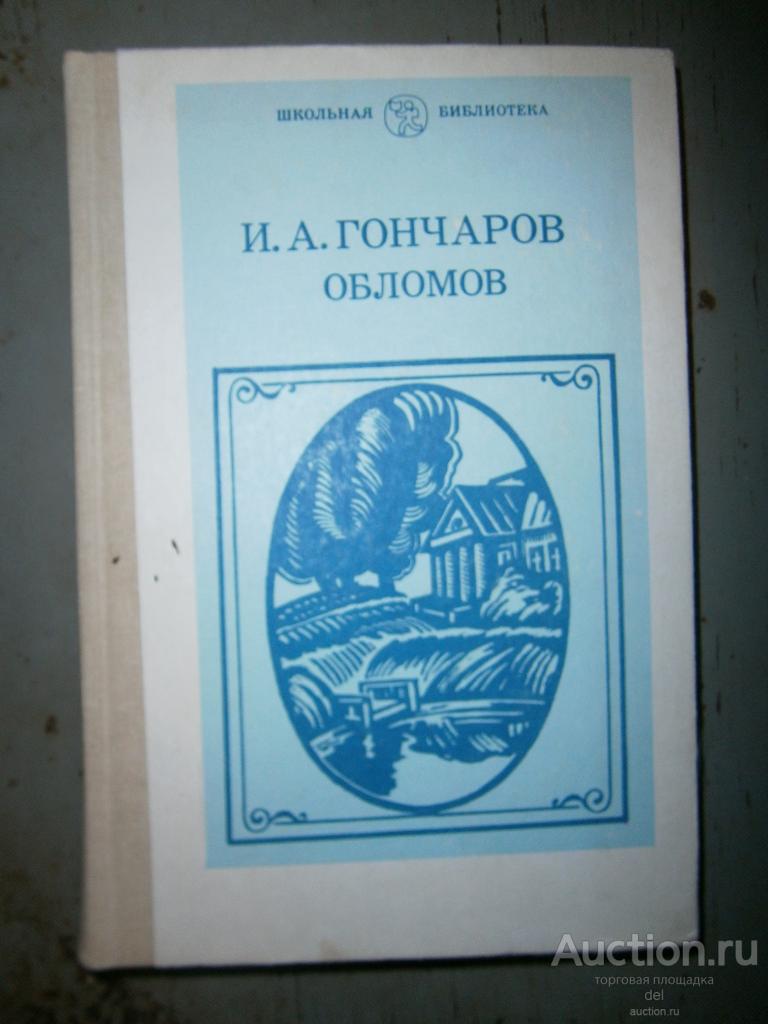 ШКОЛЬНАЯ БИБЛИОТЕКА
И. А. ГОНЧАРОВ
ОБЛОМОВ
Auction.ru
торговая площадка
del
auction.ru